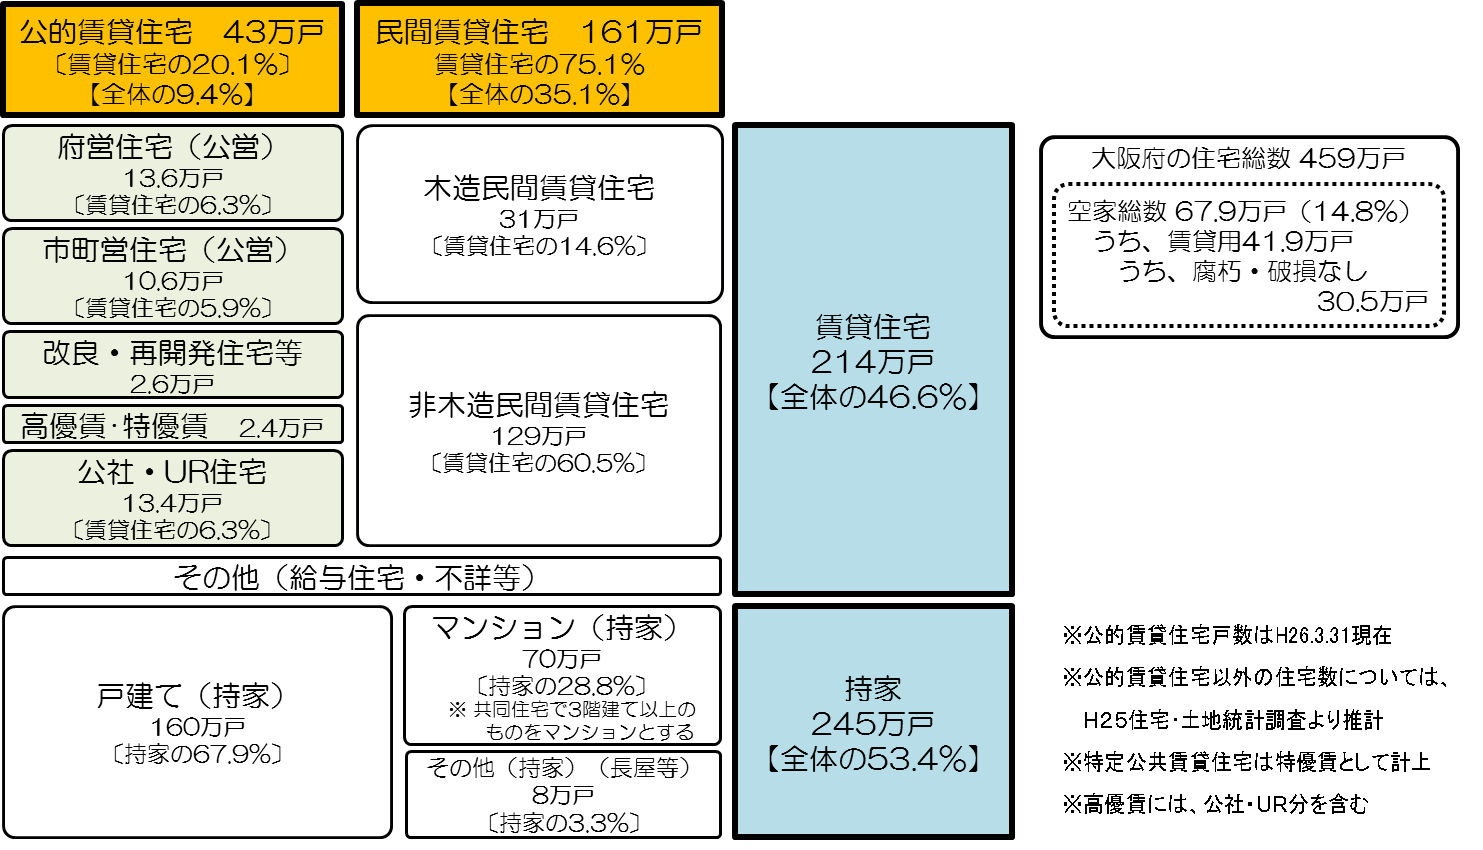 公的賃貸住宅　43万戸
〔賃貸住宅の20.1%〕
【全体の9.4%】
民間賃貸住宅　161万戸
賃貸住宅の75.1%
【全体の35.1%】
府営住宅（公営）
13.6万戸
〔賃貸住宅の6.3%〕
市町営住宅（公営）
10.6万戸
〔賃貸住宅の5.9%〕
改良・再開発住宅等
2.6万戸
高優賃・特優賃　2.4万戸
公社・UR住宅
13.4万戸
〔賃貸住宅の6.3%〕
木造民間賃貸住宅
31万戸
〔賃貸住宅の14.6%〕
非木造民間賃貸住宅
129万戸
〔賃貸住宅の60.5%〕
その他（給与住宅・不詳等）
賃貸住宅
214万戸
【全体の46.6%】
大阪府の住宅総数 459万戸
空家総数 67.9万戸（14.8%）
うち、賃貸用41.9万戸
うち、腐朽・破損なし
30.5万戸
戸建て（持家）
160万戸
〔持家の67.9%〕
マンション（持家）
70万戸
〔持家の28.8%〕
※ 共同住宅で3階建て以上の
ものをマンションとする
その他（持家）（長屋等）
8万戸
〔持家の3.3%〕
持家
245万戸
【全体の53.4%】
※公的賃貸住宅戸数はH26.3.31現在
※公的賃貸住宅以外の住宅数については、
H25住宅・土地統計調査より推計
※特定公共賃貸住宅は特優賃として計上
※高優賃には、公社・UR分を含む